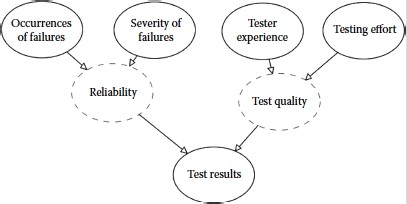 Occurrences
of failures
Severity of
failures
Tester
experience
Testing effort
Reliability
Test quality
Test results